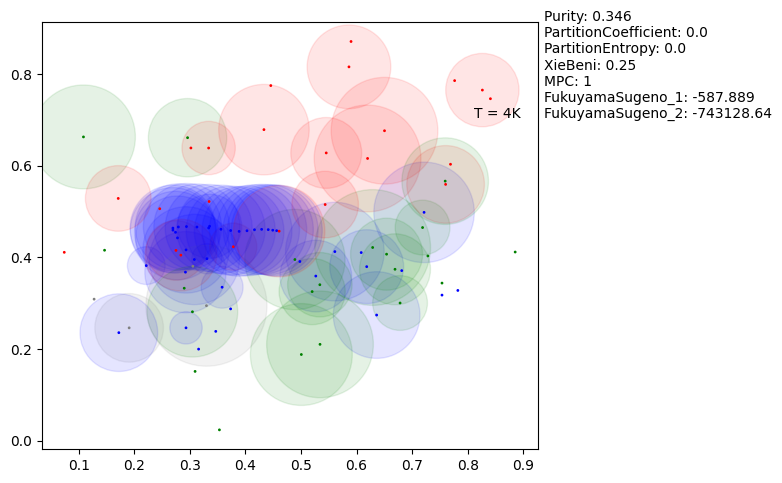 Purity: 0.346
PartitionCoefficient: 0.0
PartitionEntropy: 0.0
XieBeni: 0.25
MPC: 1
FukuyamaSugeno_1: -587.889
FukuyamaSugeno_2: -743128.64
T = 4K
0.8
0.6
0.4
0.2
0.0
0.1 0.2 0.3 0.4 0.5 0.6 0.7 0.8 0.9